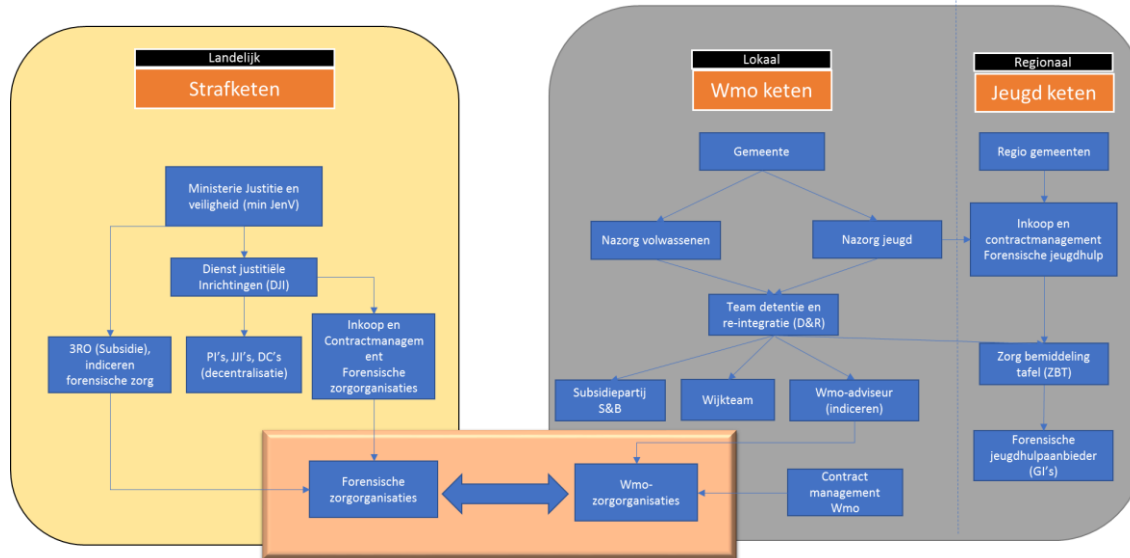 Landelijk
Strafketen
Ministerie Justitie en
veiligheid (min JenV)
Dienst justitiële
Inrichtingen (DJI)
3RO (Subsidie),
indiceren
forensische zorg
PI's, JJI's, DC's
(decentralisatie)
Inkoop en
Contractmanagem
ent
Forensische
zorgorganisaties
Forensische
zorgorganisaties
Lokaal
Wmo keten
Gemeente
Nazorg volwassenen
Nazorg jeugd
Team detentie en
re-integratie (D&R)
Subsidiepartij
S&B
Wijkteam
Wmo-adviseur
(indiceren)
Wmo-
zorgorganisaties
Contract
management
Wmo
Regionaal
Jeugd keten
Regio gemeenten
Inkoop en
contractmanagement
Forensische jeugdhulp
Zorg bemiddeling
tafel (ZBT)
Forensische
jeugdhulpaanbieder
(GI's)